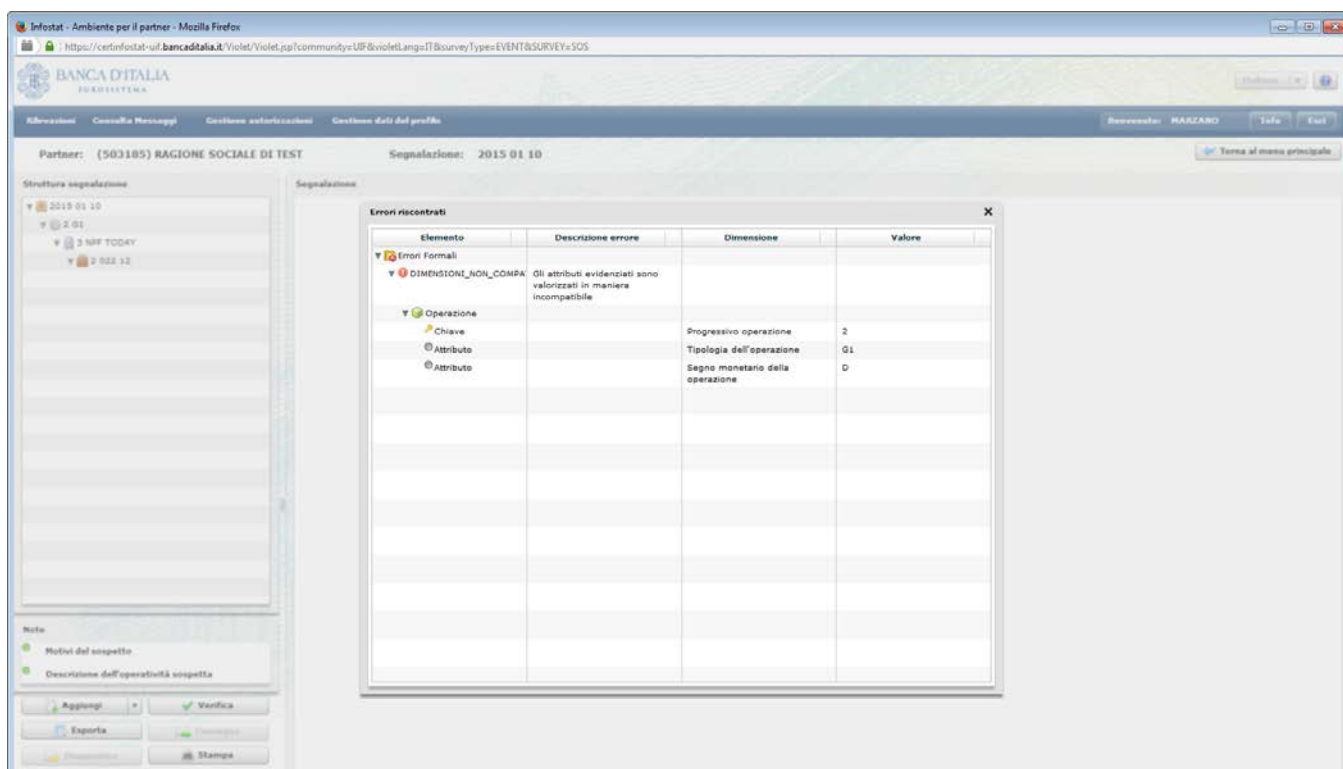 Infostat - Ambiente per il partner - Mozilla Firefox
https://certinfostat-uif.bancaditalia.it/Violet/Violet.jsp?community=UIF&violetLang=IT&surveyType=EVENT&SURVEY=SOS
BANCA D'ITALIA
EUROSISTEMA
Rilevazioni Consulta Messaggi Gestione autorizzazioni Gestione dati del profilo Benvenuto: MARZANO Info Esci
Partner: (503185) RAGIONE SOCIALE DI TEST Segnalazione: 2015 01 10 Torna al menu principale
Struttura segnalazione Segnalazione
2015 01 10
2 G1
3 NPF TODAY
2 022 12
Errori riscontrati
Elemento Descrizione errore Dimensione Valore
Errori Formali
DIMENSIONI_NON_COMPA Gli attributi evidenziati sono
valorizzati in maniera
incompatibile
Operazione
Chiave Progressivo operazione 2
Attributo Tipologia dell'operazione G1
Attributo Segno monetario della D
operazione
Note
Motivi del sospetto
Descrizione dell'operatività sospetta
Aggiungi Verifica
Esporta
Stampa